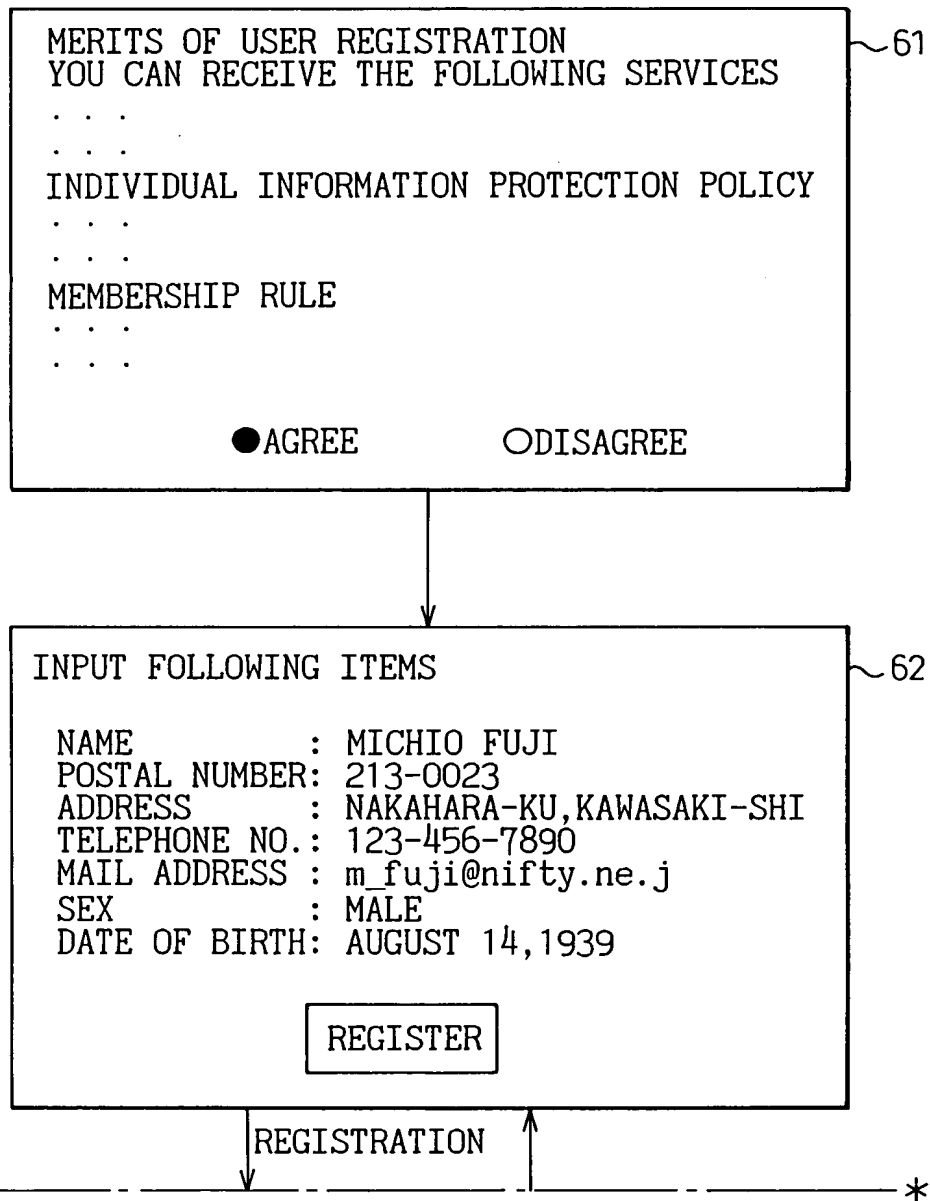 MERITS OF USER REGISTRATION
YOU CAN RECEIVE THE FOLLOWING SERVICES
. . .
. . .
INDIVIDUAL INFORMATION PROTECTION POLICY
. . .
. . .
MEMBERSHIP RULE
. . .
. . .
●AGREE ○DISAGREE
61
INPUT FOLLOWING ITEMS
62
NAME : MICHIO FUJI
POSTAL NUMBER: 213-0023
ADDRESS : NAKAHARA-KU,KAWASAKI-SHI
TELEPHONE NO.: 123-456-7890
MAIL ADDRESS : m_fuji@nifty.ne.j
SEX : MALE
DATE OF BIRTH: AUGUST 14,1939
REGISTER
REGISTRATION
*